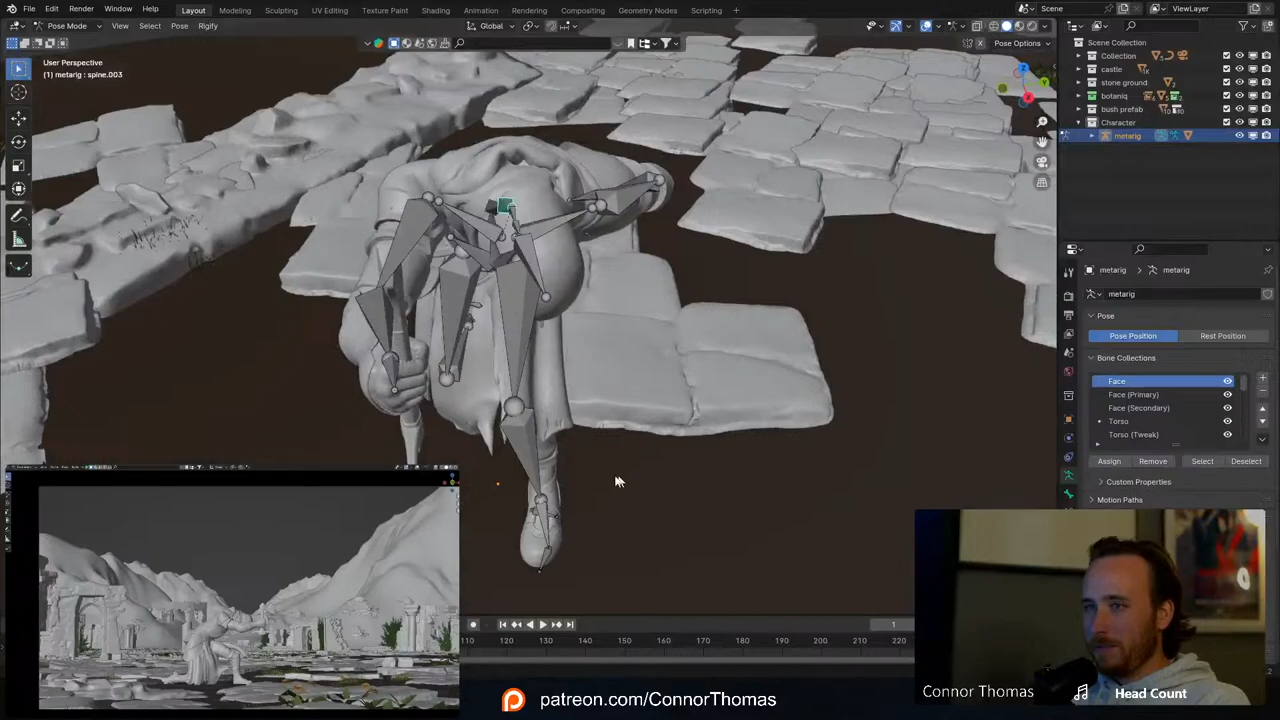 File Edit Render Window Help Layout Modeling Sculpting UV Editing Texture Paint Shading Animation Rendering Compositing Geometry Nodes Scripting Scene ViewLayer
Pose Mode View Select Pose Rigify Global
Pose Options
User Perspective
(1) metarig : spine.003
Scene Collection
Collection
castle 1K
stone ground 2
botaniq
bush prefab
Character
metarig
metarig metarig
metarig
Pose
Pose Position Rest Position
Bone Collections
Face
Face (Primary)
Face (Secondary)
Torso
Torso (Tweak)
Assign Remove Select Deselect
Custom Properties
Motion Paths
1
110 120 130 140 150 160 170 180 190 200 210 220
patreon.com/ConnorThomas
Connor Thomas
Head Count